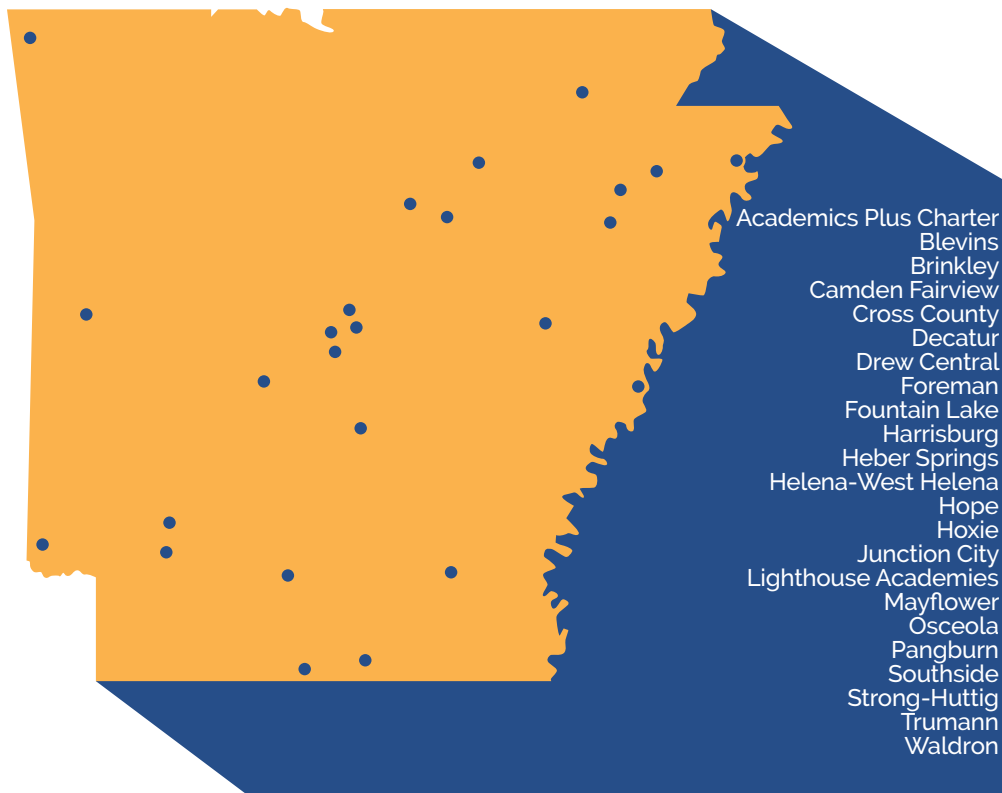 Academics Plus Charter
Blevins
Brinkley
Camden Fairview
Cross County
Decatur
Drew Central
Foreman
Fountain Lake
Harrisburg
Heber Springs
Helena-West Helena
Hope
Hoxie
Junction City
Lighthouse Academies
Mayflower
Osceola
Pangburn
Southside
Strong-Huttig
Trumann
Waldron